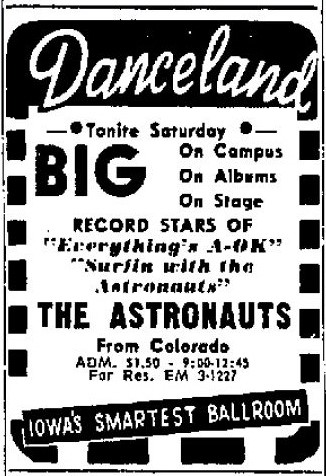 Danceland
Tonite Saturday
BIG
On Campus
On Albums
On Stage
RECORD STARS OF
"Everything's A-OK"
"Surfin with the
Astronauts"
THE ASTRONAUTS
From Colorado
ADM. $1.50 - 9:00-12:45
For Res. EM 3-1227
IOWA'S SMARTEST BALLROOM